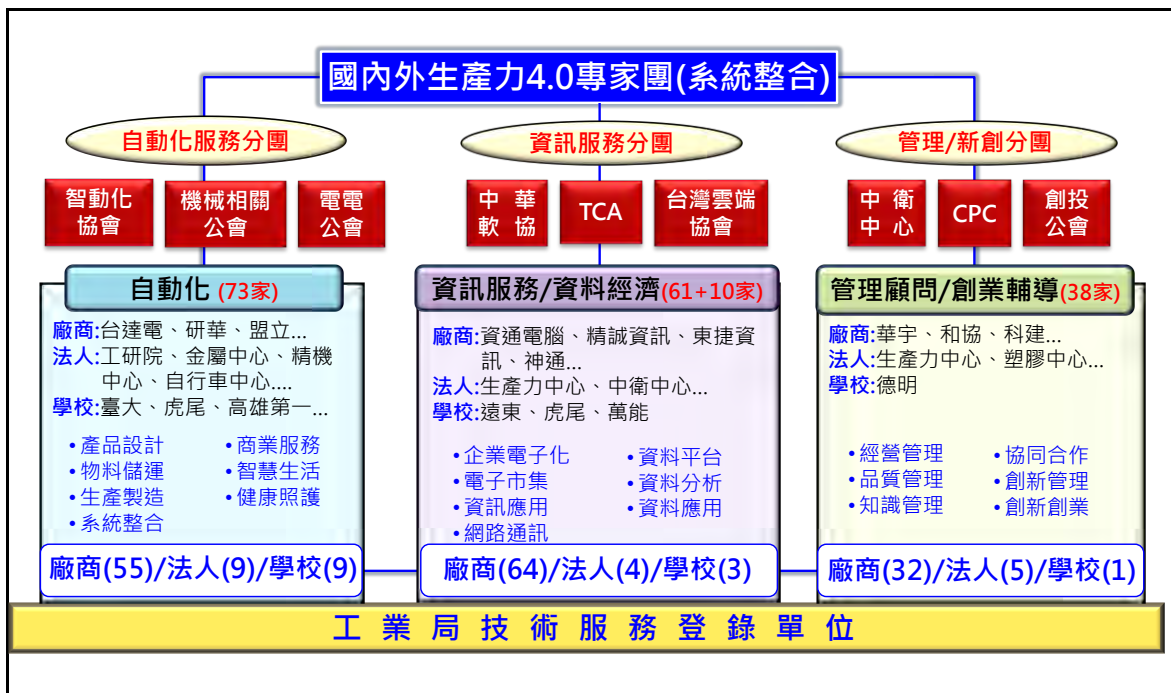 國內外生產力4.0專家團(系統整合)
自動化服務分團
智動化
協會
機械相關
公會
電電
公會
自動化 (73家)
廠商:台達電、研華、盟立...
法人:工研院、金屬中心、精機
中心、自行車中心....
學校:臺大、虎尾、高雄第一...
•產品設計
•物料儲運
•生產製造
•系統整合
•商業服務
•智慧生活
•健康照護
廠商(55)/法人(9)/學校(9)
資訊服務分團
中 華
軟 協
TCA
台灣雲端
協會
資訊服務/資料經濟(61+10家)
廠商:資通電腦、精誠資訊、東捷資
訊、神通...
法人:生產力中心、中衛中心...
學校:遠東、虎尾、萬能
•企業電子化
•電子市集
•資訊應用
•網路通訊
•資料平台
•資料分析
•資料應用
廠商(64)/法人(4)/學校(3)
管理/新創分團
中 衛
中 心
CPC
創投
公會
管理顧問/創業輔導(38家)
廠商:華宇、和協、科建...
法人:生產力中心、塑膠中心...
學校:德明
•經營管理
•品質管理
•知識管理
•協同合作
•創新管理
•創新創業
廠商(32)/法人(5)/學校(1)
工 業 局 技 術 服 務 登 錄 單 位